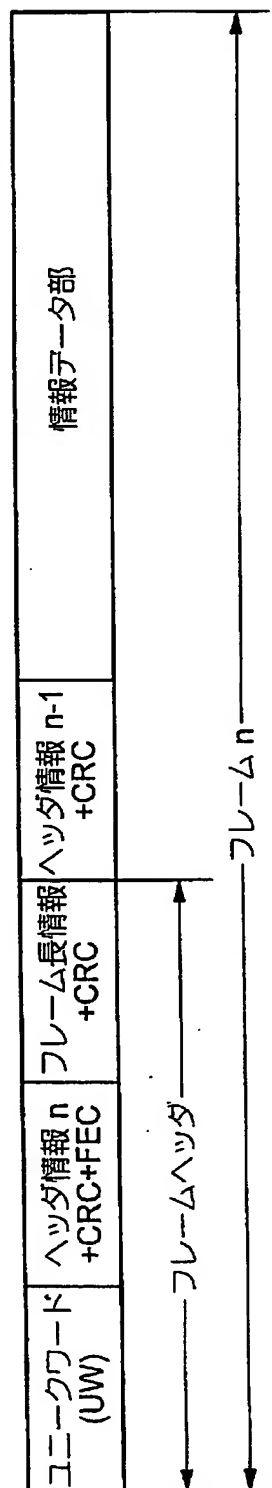 ユニークワード
(UW)
ヘッダ情報 n
+CRC+FEC
フレーム長情報
+CRC
ヘッダ情報 n-1
+CRC
情報データ部
フレームヘッダ
フレーム n